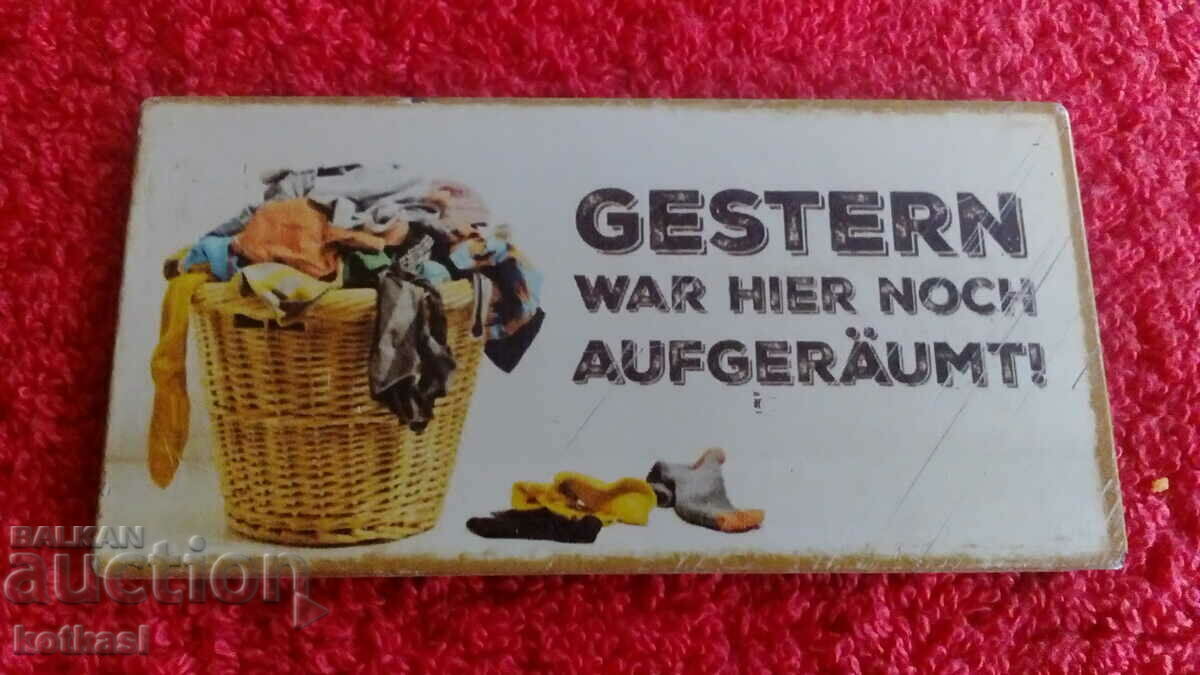 GESTERN
WAR HIER NOCH
AUFGERÄUMT!
BALKAN
auction
kotkasl